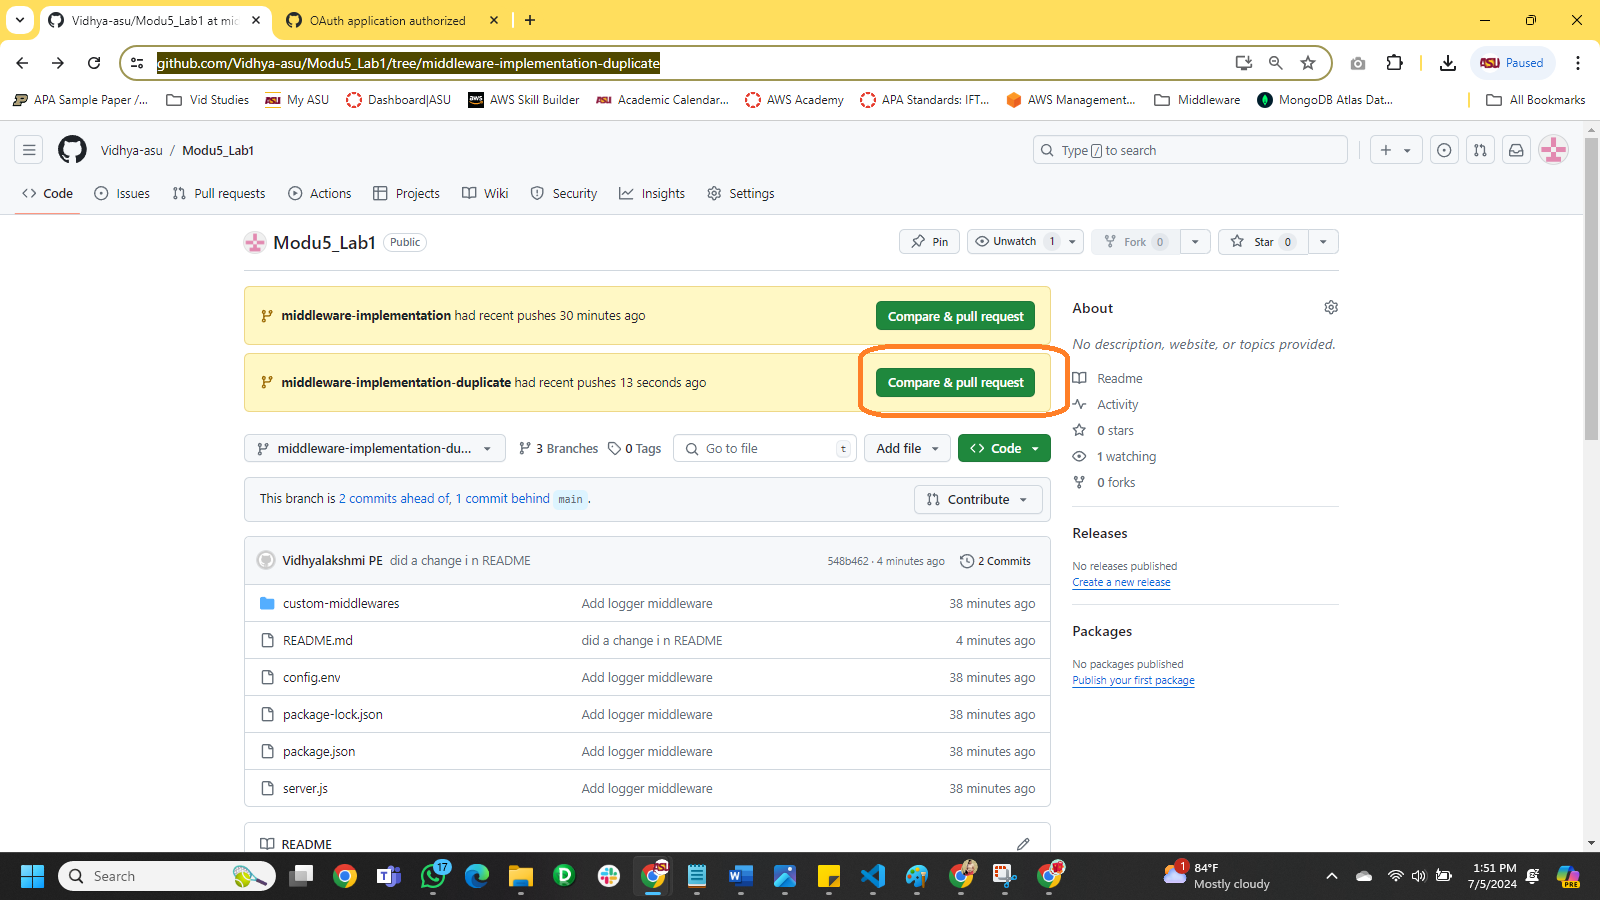 Vidhya-asu/Modu5_Lab1 at mi
OAuth application authorized
github.com/Vidhya-asu/Modu5_Lab1/tree/middleware-implementation-duplicate
ASU Paused
APA Sample Paper /...
Vid Studies
ASU My ASU
Dashboard|ASU
aws AWS Skill Builder
ASU Academic Calendar...
AWS Academy
APA Standards: IFT...
AWS Management...
Middleware
MongoDB Atlas Dat...
All Bookmarks
Vidhya-asu / Modu5_Lab1
Type / to search
Code
Issues
Pull requests
Actions
Projects
Wiki
Security
Insights
Settings
Modu5_Lab1 Public
Pin
Unwatch 1
Fork 0
Star 0
middleware-implementation had recent pushes 30 minutes ago
Compare & pull request
middleware-implementation-duplicate had recent pushes 13 seconds ago
Compare & pull request
middleware-implementation-du...
3 Branches
0 Tags
Go to file t
Add file
<> Code
This branch is 2 commits ahead of, 1 commit behind main .
Contribute
Vidhyalakshmi PE did a change i n README
548b462 · 4 minutes ago
2 Commits
custom-middlewares Add logger middleware 38 minutes ago
README.md did a change i n README 4 minutes ago
config.env Add logger middleware 38 minutes ago
package-lock.json Add logger middleware 38 minutes ago
package.json Add logger middleware 38 minutes ago
server.js Add logger middleware 38 minutes ago
README
About
No description, website, or topics provided.
Readme
Activity
0 stars
1 watching
0 forks
Releases
No releases published
Create a new release
Packages
No packages published
Publish your first package
Search
17
ASU
1
84°F
Mostly cloudy
1:51 PM
7/5/2024
PRE